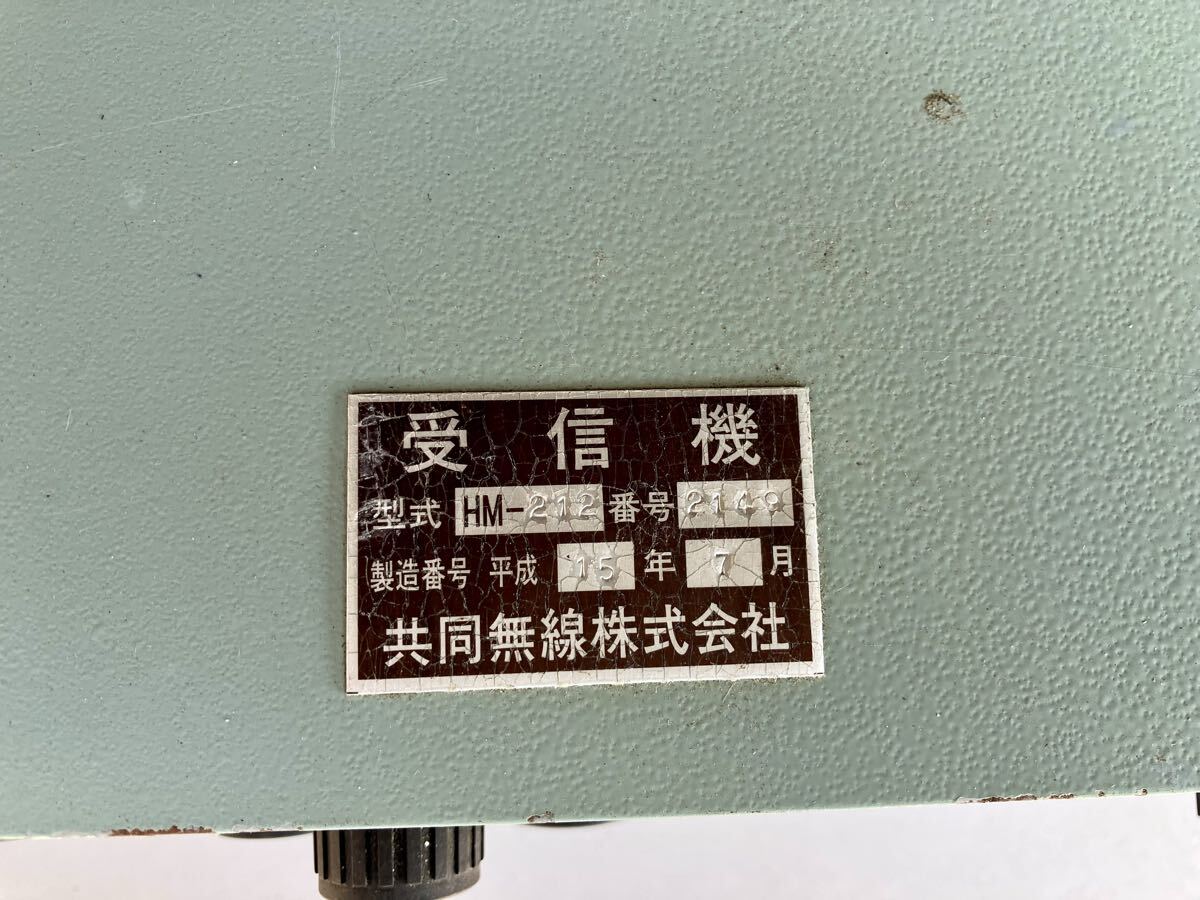 受信機
型式 HM-212 番号 2149
製造番号 平成 15 年 7 月
共同無線株式会社